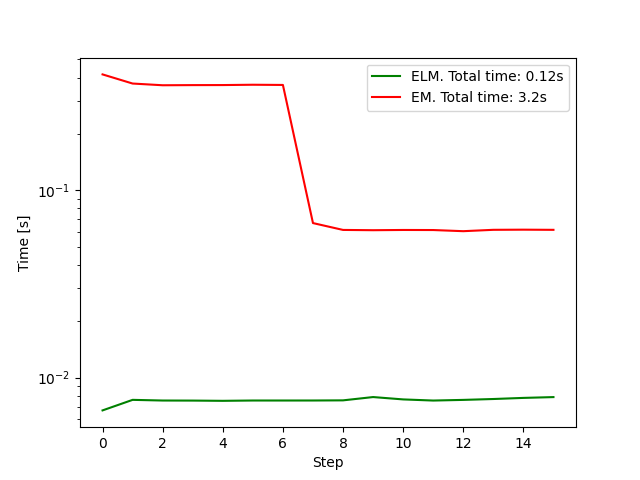 ELM. Total time: 0.12s
EM. Total time: 3.2s
10⁻¹
10⁻²
Time [s]
0 2 4 6 8 10 12 14
Step